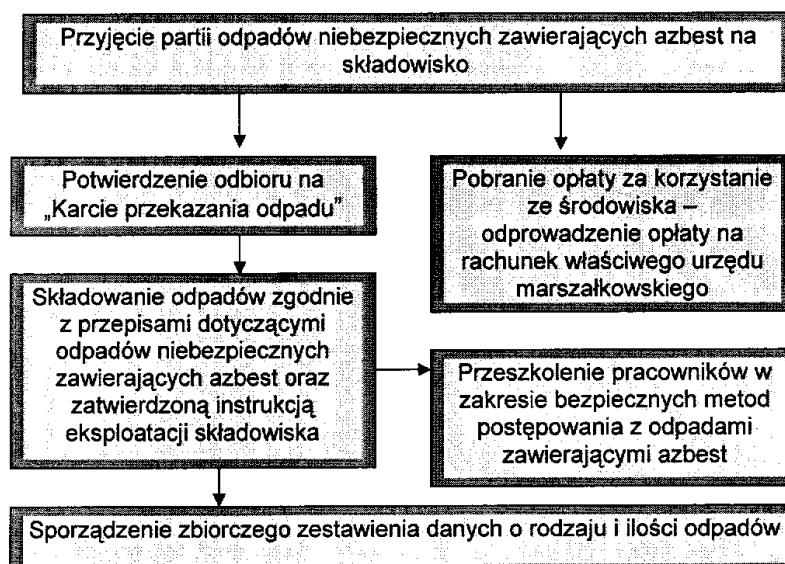 Przyjęcie partii odpadów niebezpiecznych zawierających azbest na
składowisko
Potwierdzenie odbioru na
„Karcie przekazania odpadu”
Pobranie opłaty za korzystanie
ze środowiska –
odprowadzenie opłaty na
rachunek właściwego urzędu
marszałkowskiego
Składowanie odpadów zgodnie
z przepisami dotyczącymi
odpadów niebezpiecznych
zawierających azbest oraz
zatwierdzoną instrukcją
eksploatacji składowiska
Przeszkolenie pracowników w
zakresie bezpiecznych metod
postępowania z odpadami
zawierającymi azbest
Sporządzenie zbiorczego zestawienia danych o rodzaju i ilości odpadów